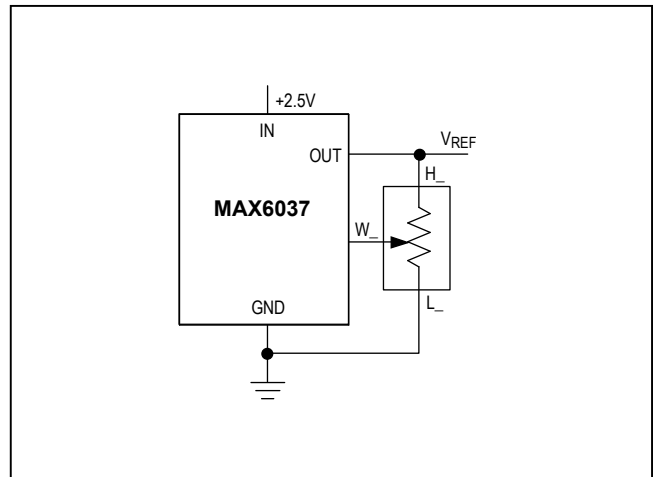 +2.5V
IN
OUT
VREF
H_
MAX6037
W_
L_
GND